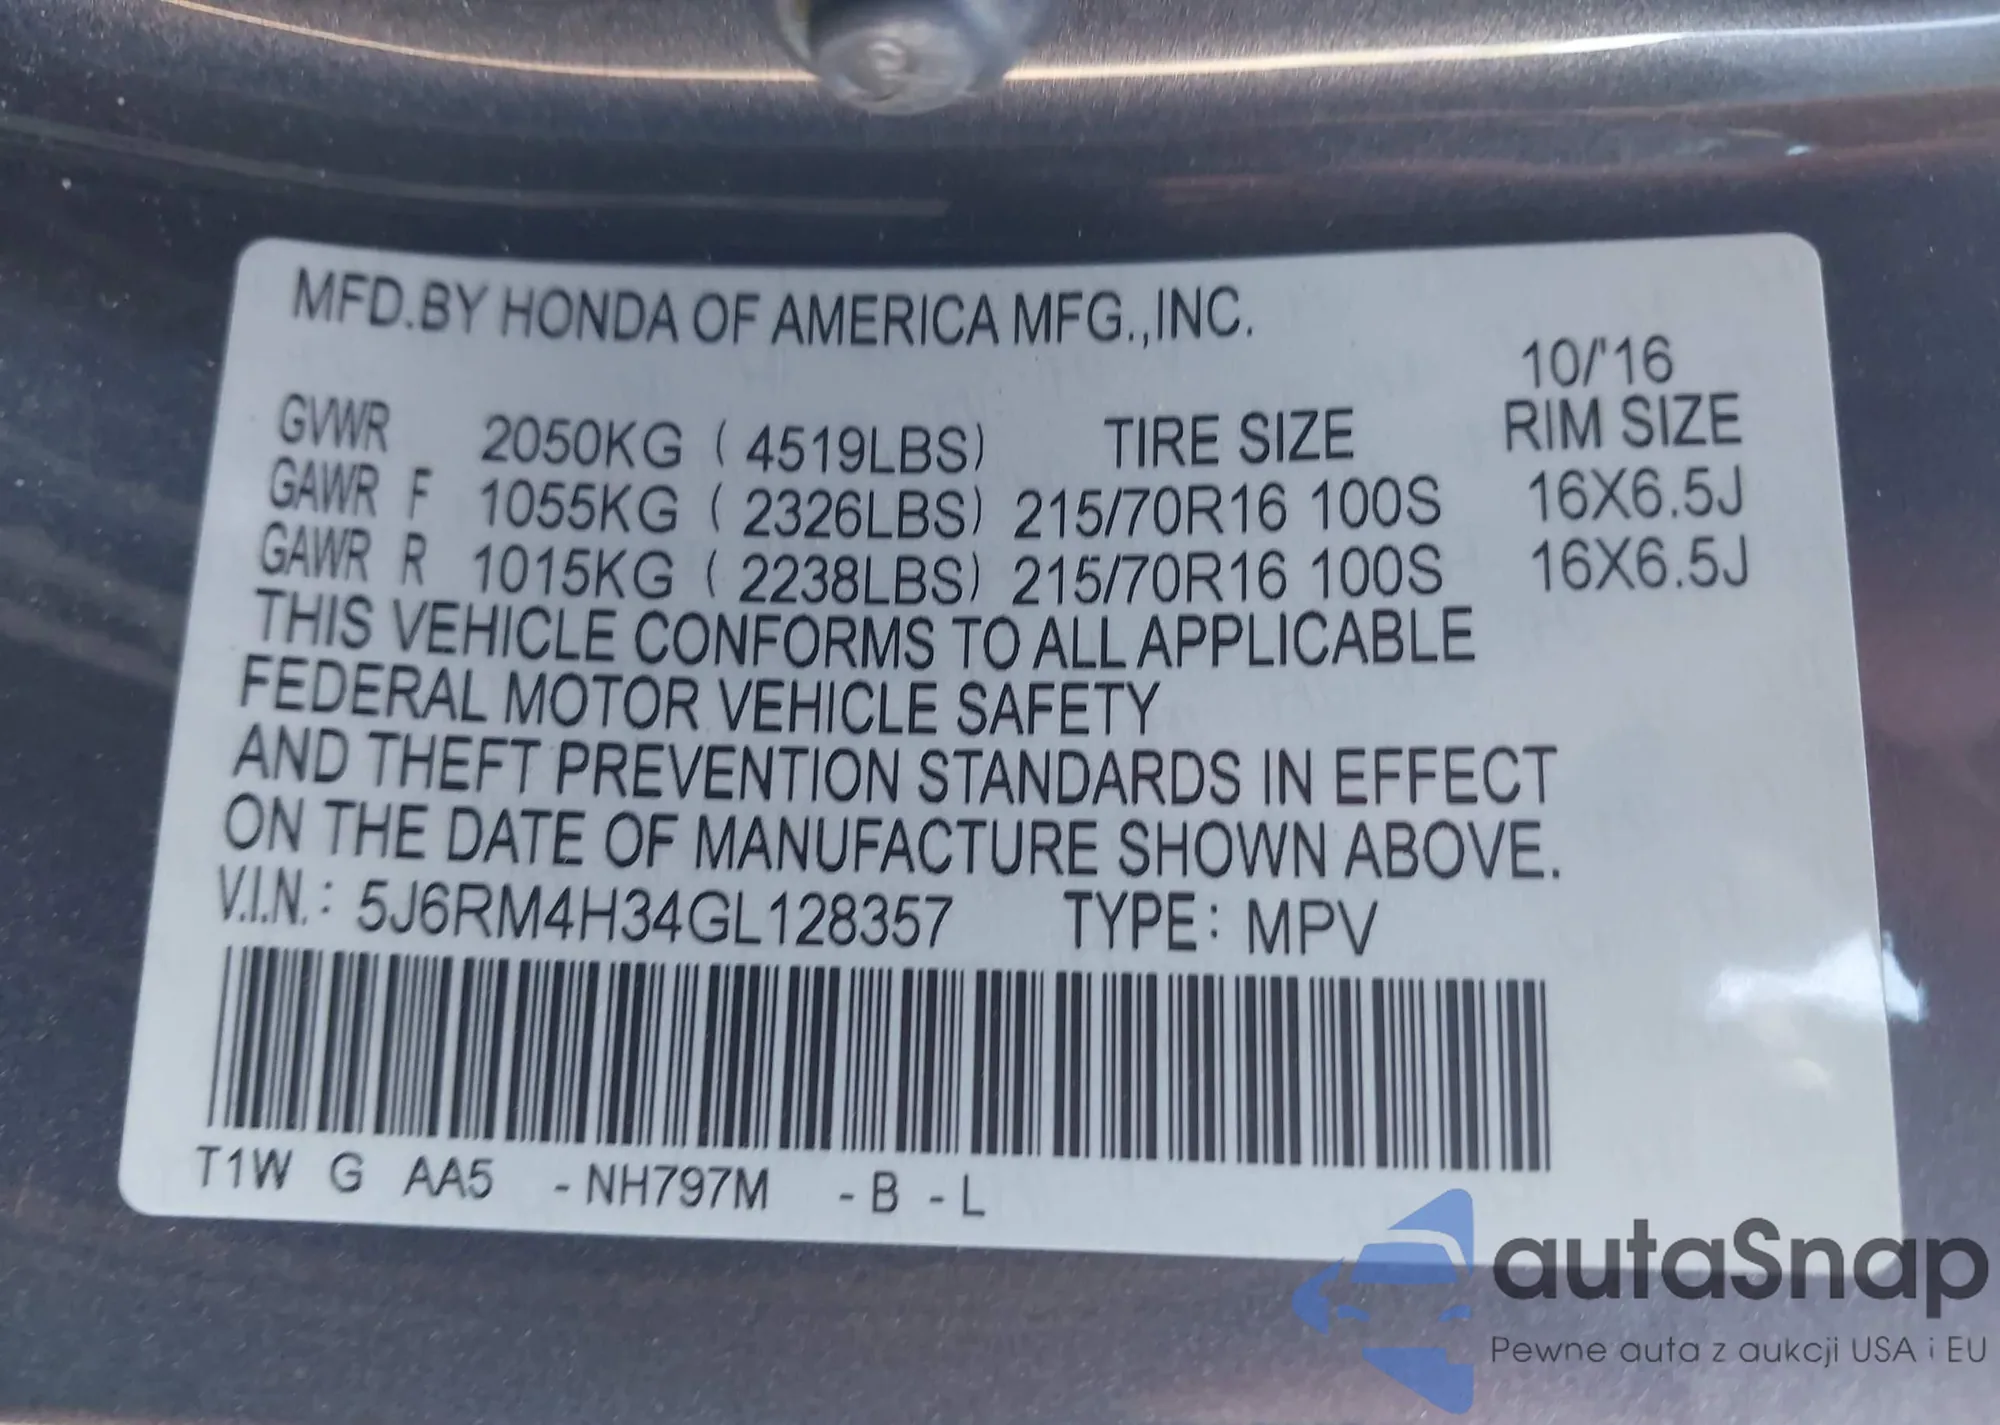 MFD.BY HONDA OF AMERICA MFG.,INC.
10/'16
GVWR 2050KG ( 4519LBS) TIRE SIZE RIM SIZE
GAWR F 1055KG ( 2326LBS) 215/70R16 100S 16X6.5J
GAWR R 1015KG ( 2238LBS) 215/70R16 100S 16X6.5J
THIS VEHICLE CONFORMS TO ALL APPLICABLE
FEDERAL MOTOR VEHICLE SAFETY
AND THEFT PREVENTION STANDARDS IN EFFECT
ON THE DATE OF MANUFACTURE SHOWN ABOVE.
V.I.N.: 5J6RM4H34GL128357 TYPE: MPV
T1W G AA5 -NH797M -B -L
autaSnap
Pewne auta z aukcji USA i EU